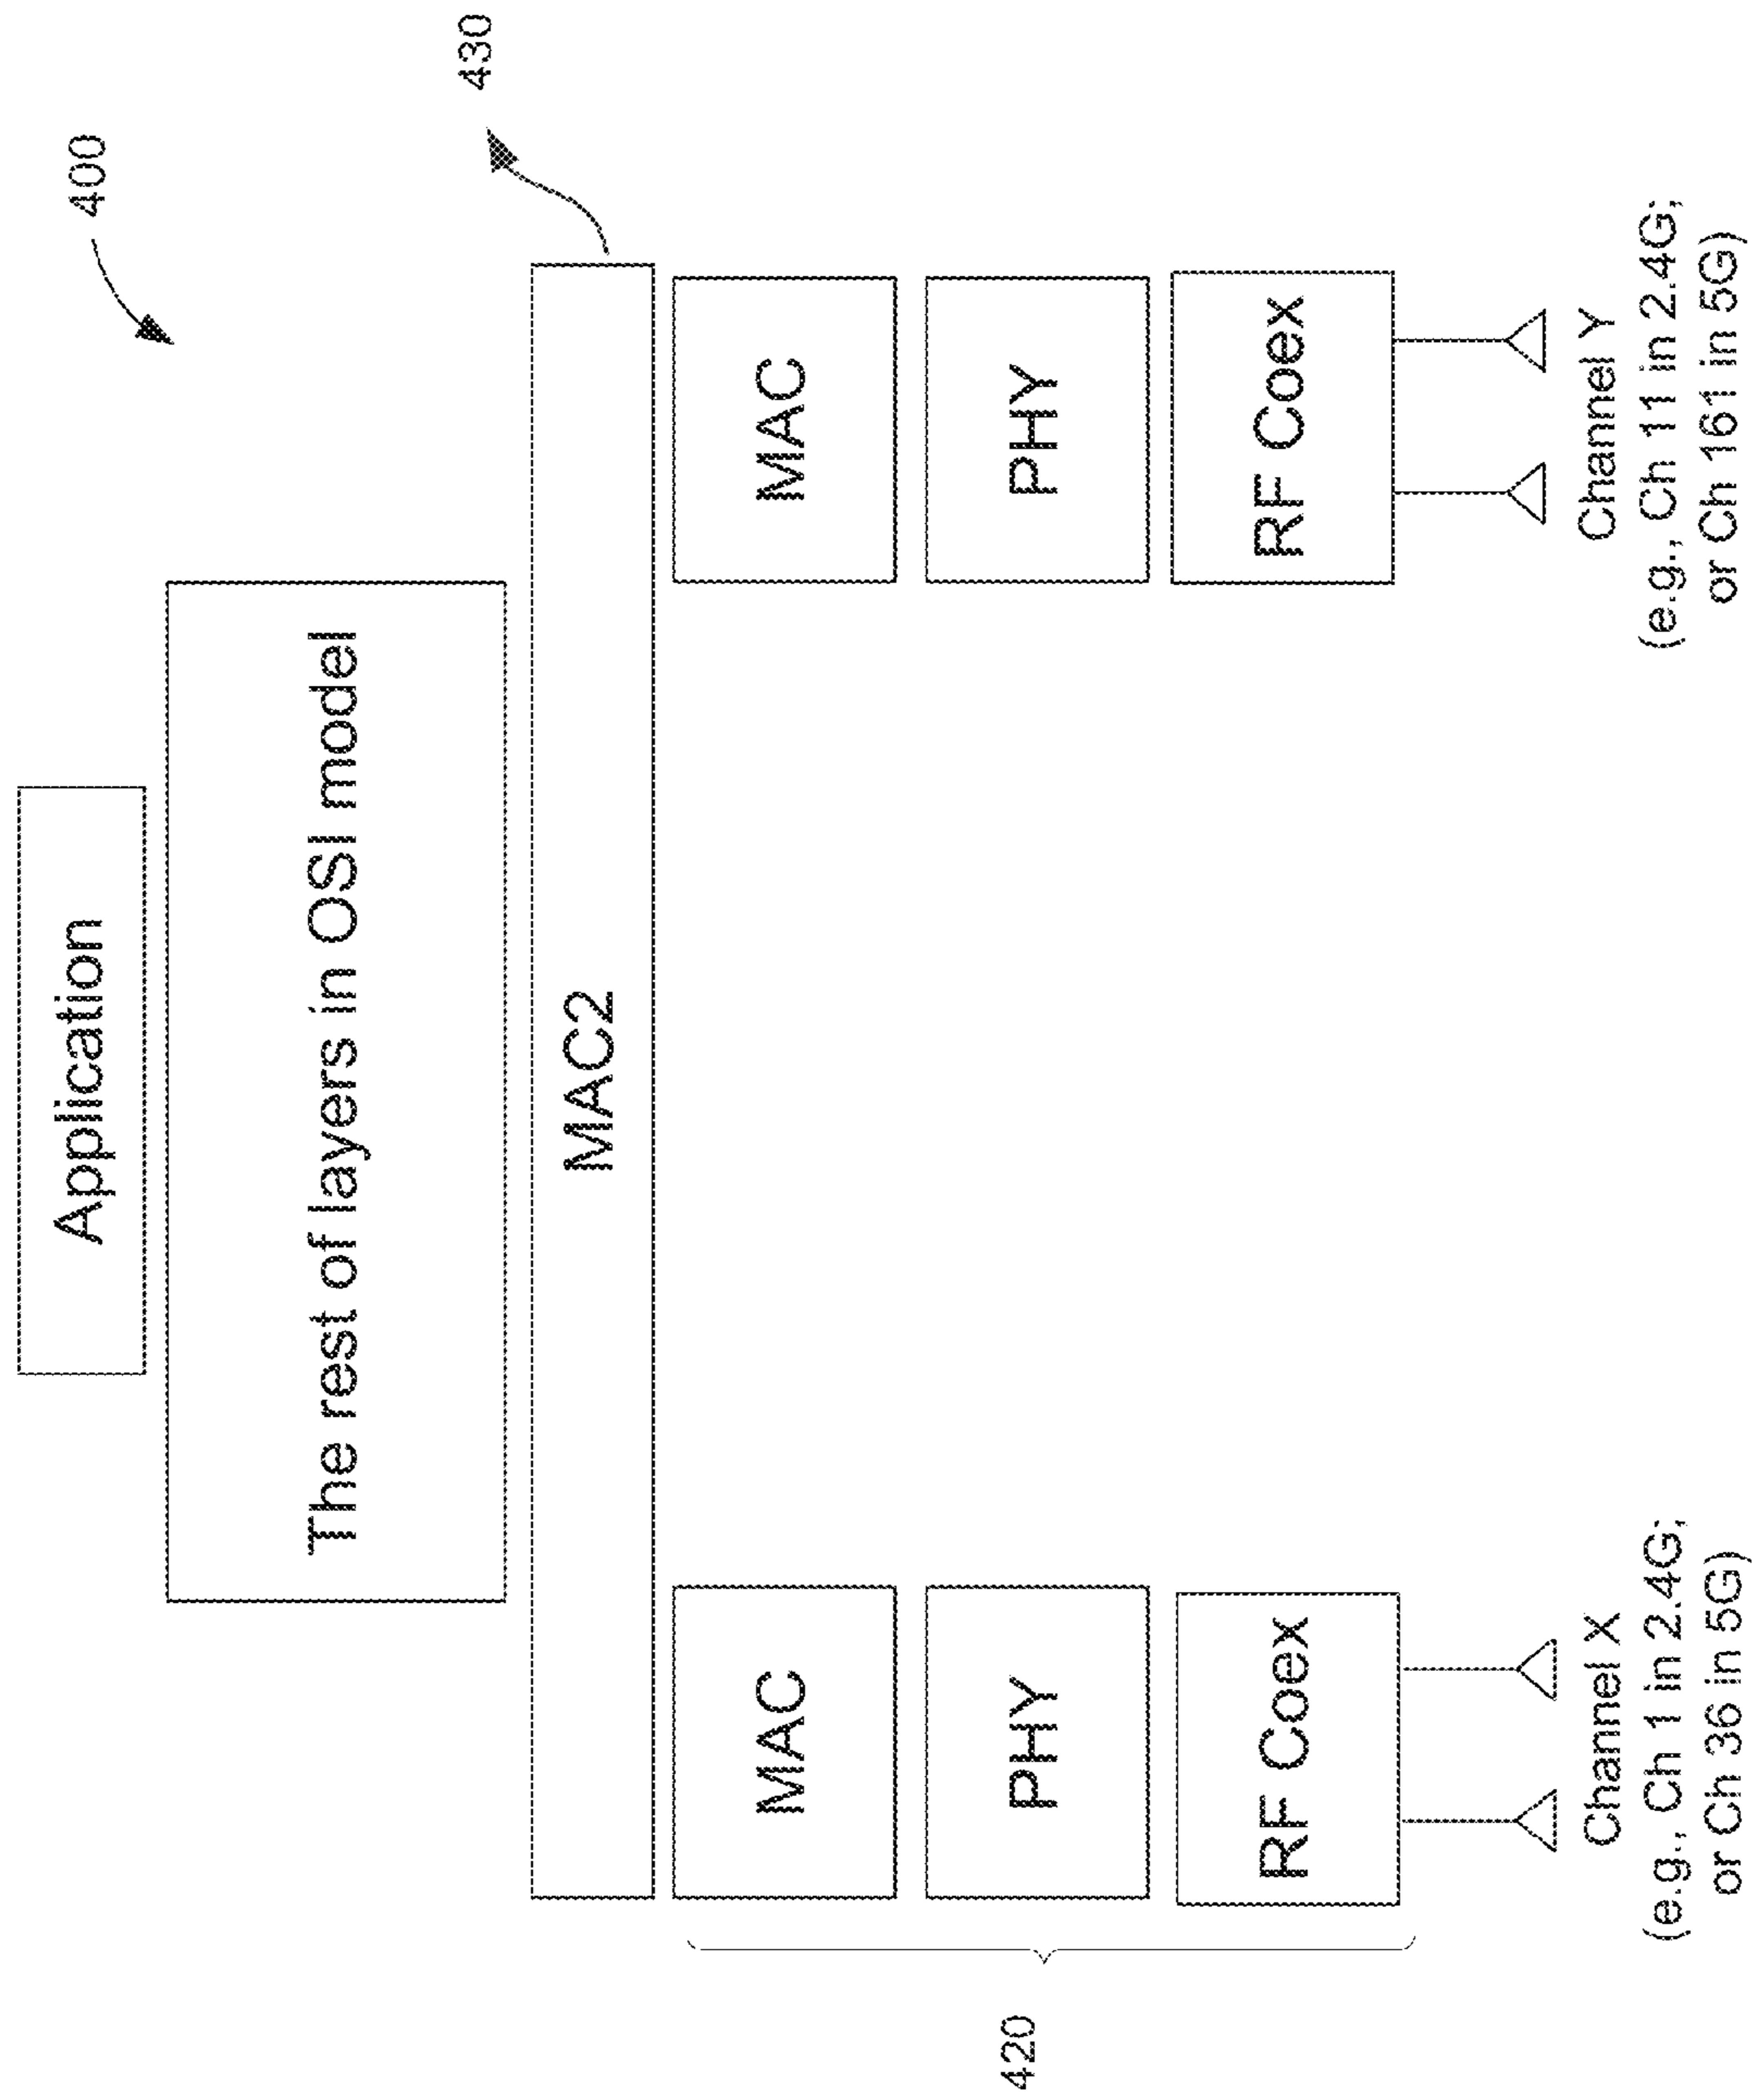 400
430
Application
The rest of layers in OSI model
MAC2
MAC
MAC
PHY
PHY
RF Coex
RF Coex
420
Channel X
(e.g., Ch 1 in 2.4G;
or Ch 36 in 5G)
Channel Y
(e.g., Ch 11 in 2.4G;
or Ch 161 in 5G)